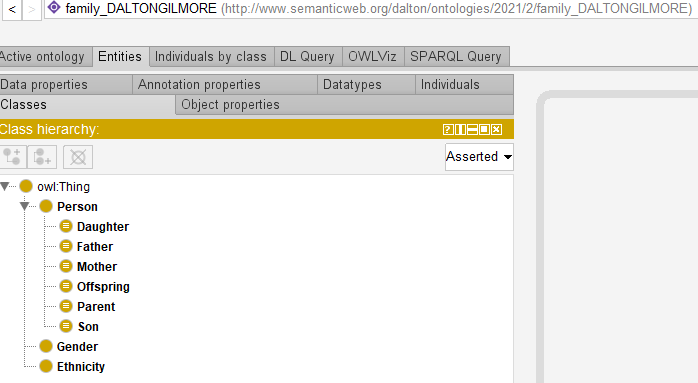 < > family_DALTONGILMORE (http://www.semanticweb.org/dalton/ontologies/2021/2/family_DALTONGILMORE)
Active ontology Entities Individuals by class DL Query OWLViz SPARQL Query
Data properties Annotation properties Datatypes Individuals
Classes Object properties
Class hierarchy:
Asserted
owl:Thing
Person
Daughter
Father
Mother
Offspring
Parent
Son
Gender
Ethnicity